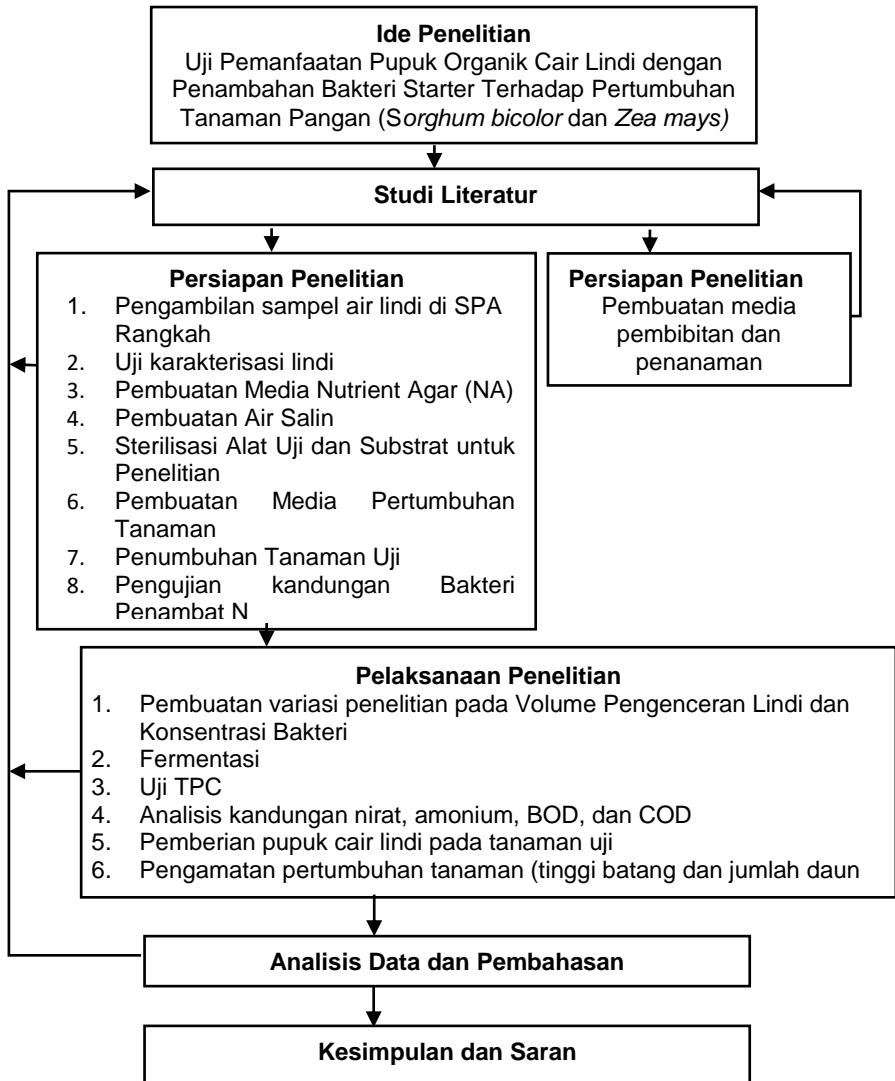 Ide Penelitian
Uji Pemanfaatan Pupuk Organik Cair Lindi dengan
Penambahan Bakteri Starter Terhadap Pertumbuhan
Tanaman Pangan (Sorghum bicolor dan Zea mays)
Studi Literatur
Persiapan Penelitian
1. Pengambilan sampel air lindi di SPA
Rangkah
2. Uji karakterisasi lindi
3. Pembuatan Media Nutrient Agar (NA)
4. Pembuatan Air Salin
5. Sterilisasi Alat Uji dan Substrat untuk
Penelitian
6. Pembuatan Media Pertumbuhan
Tanaman
7. Penumbuhan Tanaman Uji
8. Pengujian kandungan Bakteri
Penambat N
Persiapan Penelitian
Pembuatan media
pembibitan dan
penanaman
Pelaksanaan Penelitian
1. Pembuatan variasi penelitian pada Volume Pengenceran Lindi dan
Konsentrasi Bakteri
2. Fermentasi
3. Uji TPC
4. Analisis kandungan nirat, amonium, BOD, dan COD
5. Pemberian pupuk cair lindi pada tanaman uji
6. Pengamatan pertumbuhan tanaman (tinggi batang dan jumlah daun
Analisis Data dan Pembahasan
Kesimpulan dan Saran